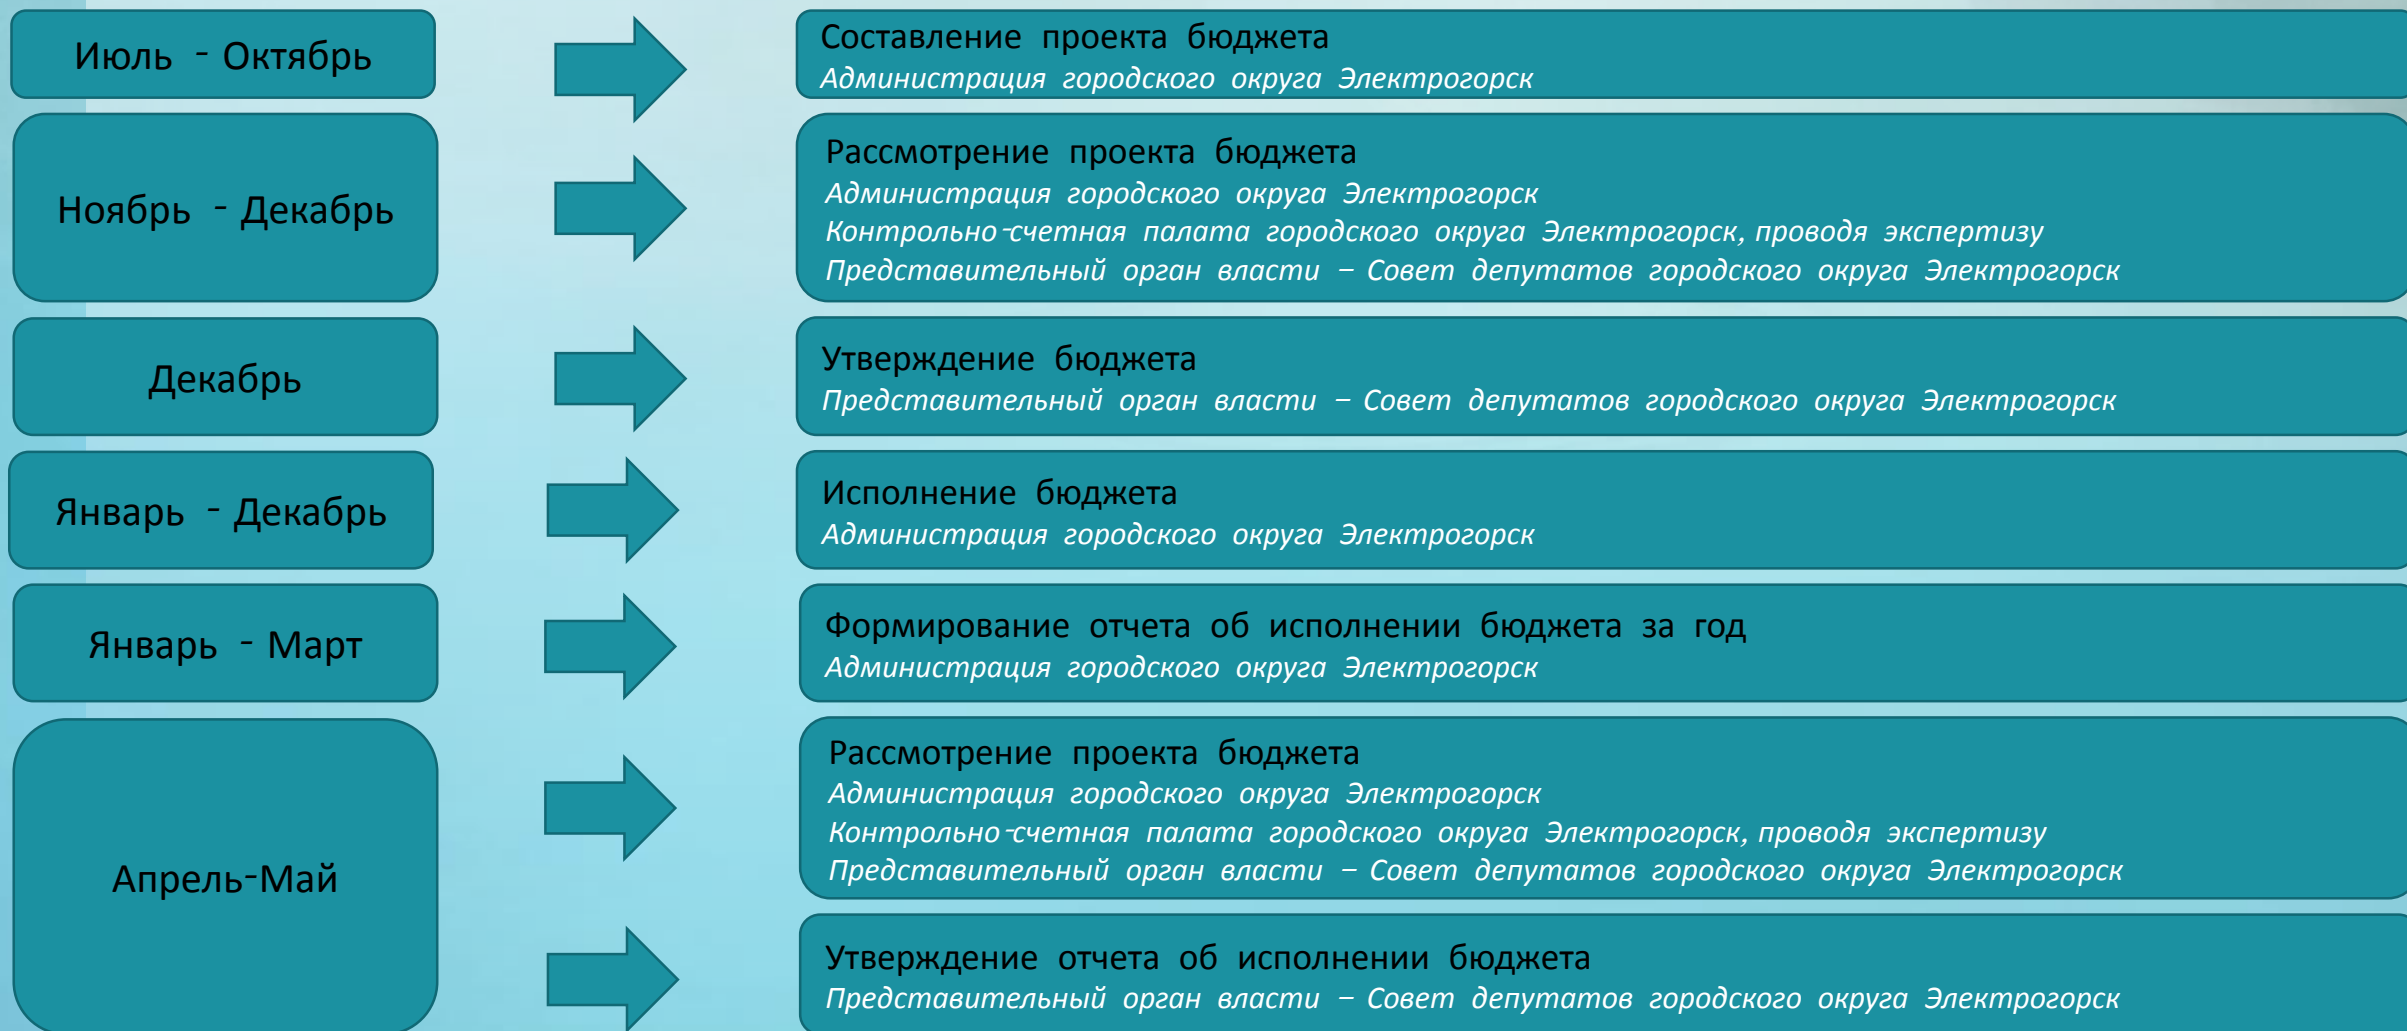 Июль - Октябрь
Составление проекта бюджета
Администрация городского округа Электрогорск
Ноябрь - Декабрь
Рассмотрение проекта бюджета
Администрация городского округа Электрогорск
Контрольно-счетная палата городского округа Электрогорск, проводя экспертизу
Представительный орган власти – Совет депутатов городского округа Электрогорск
Декабрь
Утверждение бюджета
Представительный орган власти – Совет депутатов городского округа Электрогорск
Январь - Декабрь
Исполнение бюджета
Администрация городского округа Электрогорск
Январь - Март
Формирование отчета об исполнении бюджета за год
Администрация городского округа Электрогорск
Апрель-Май
Рассмотрение проекта бюджета
Администрация городского округа Электрогорск
Контрольно-счетная палата городского округа Электрогорск, проводя экспертизу
Представительный орган власти – Совет депутатов городского округа Электрогорск
Утверждение отчета об исполнении бюджета
Представительный орган власти – Совет депутатов городского округа Электрогорск